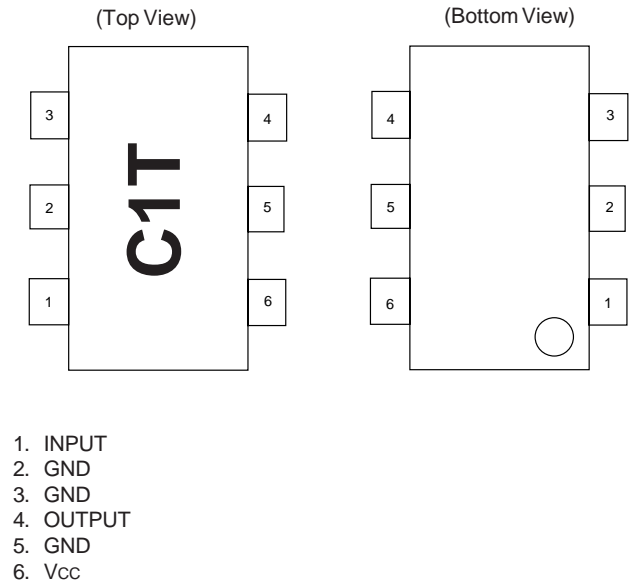 (Top View)
(Bottom View)
3
4
2
5
1
6
C1T
4
3
5
2
6
1
1. INPUT
2. GND
3. GND
4. OUTPUT
5. GND
6. Vcc